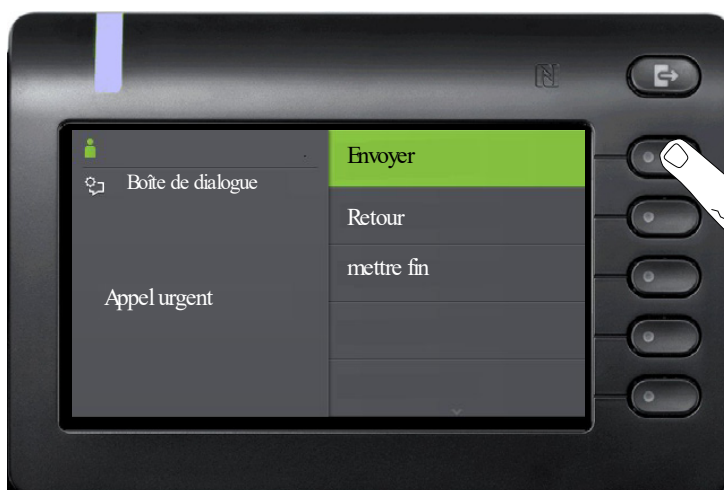 Envoyer
Boîte de dialogue
Retour
mettre fin
Appel urgent